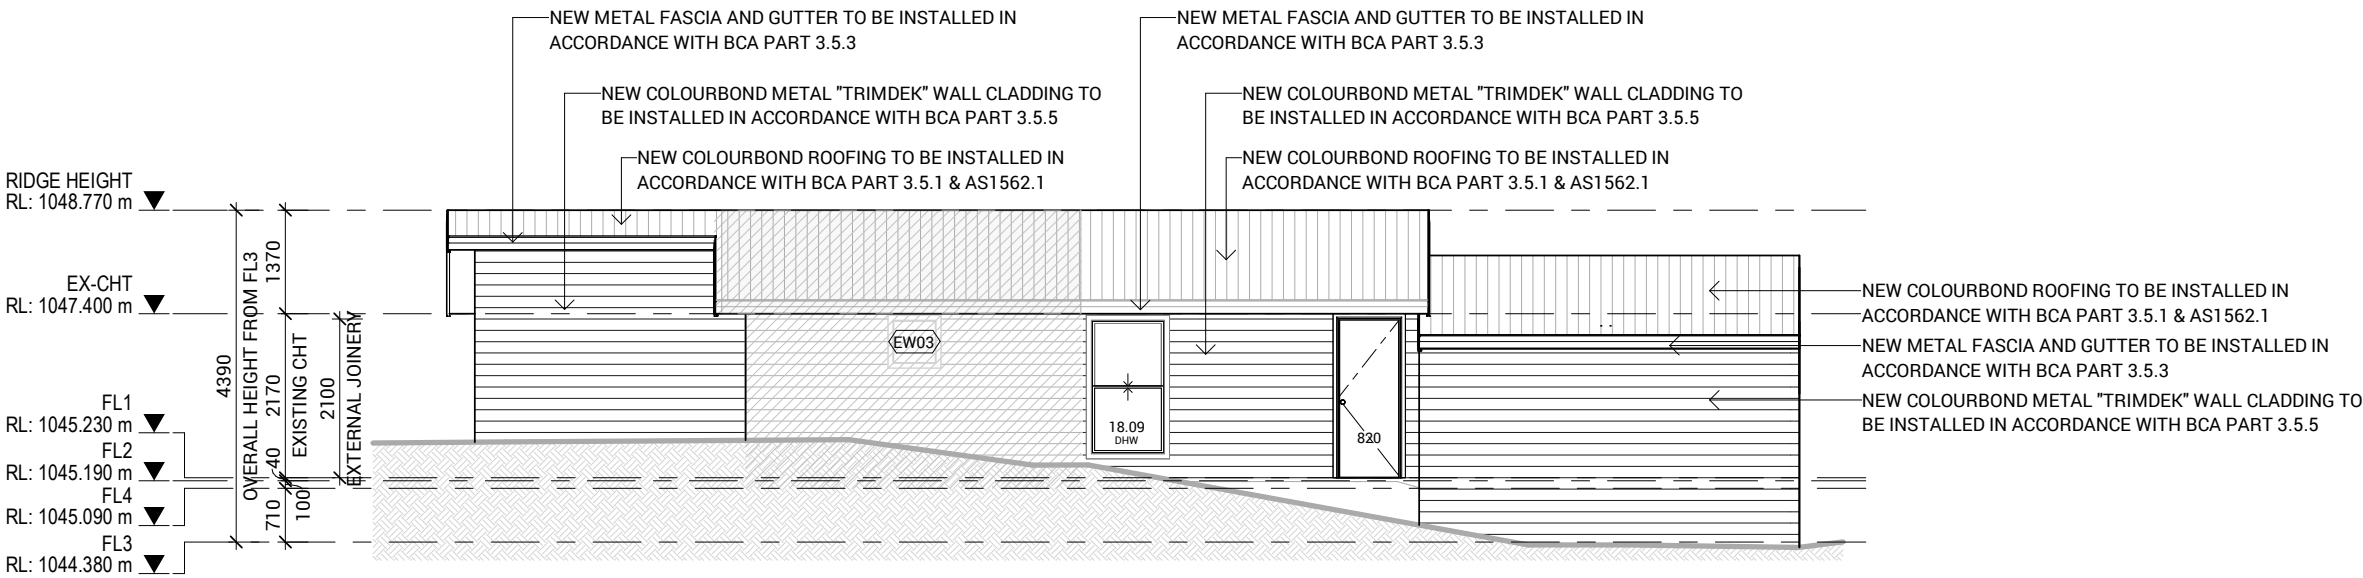 NEW METAL FASCIA AND GUTTER TO BE INSTALLED IN
ACCORDANCE WITH BCA PART 3.5.3
NEW METAL FASCIA AND GUTTER TO BE INSTALLED IN
ACCORDANCE WITH BCA PART 3.5.3
NEW COLOURBOND METAL "TRIMDEK" WALL CLADDING TO
BE INSTALLED IN ACCORDANCE WITH BCA PART 3.5.5
NEW COLOURBOND METAL "TRIMDEK" WALL CLADDING TO
BE INSTALLED IN ACCORDANCE WITH BCA PART 3.5.5
NEW COLOURBOND ROOFING TO BE INSTALLED IN
ACCORDANCE WITH BCA PART 3.5.1 & AS1562.1
NEW COLOURBOND ROOFING TO BE INSTALLED IN
ACCORDANCE WITH BCA PART 3.5.1 & AS1562.1
RIDGE HEIGHT
RL: 1048.770 m
EX-CHT
RL: 1047.400 m
FL1
RL: 1045.230 m
FL2
RL: 1045.190 m
FL4
RL: 1045.090 m
FL3
RL: 1044.380 m
4390
OVERALL HEIGHT FROM FL3
1370
2170
40
710
EXISTING CHT
100
2100
EXTERNAL JOINERY
EW03
18.09
DHW
820
NEW COLOURBOND ROOFING TO BE INSTALLED IN
ACCORDANCE WITH BCA PART 3.5.1 & AS1562.1
NEW METAL FASCIA AND GUTTER TO BE INSTALLED IN
ACCORDANCE WITH BCA PART 3.5.3
NEW COLOURBOND METAL "TRIMDEK" WALL CLADDING TO
BE INSTALLED IN ACCORDANCE WITH BCA PART 3.5.5